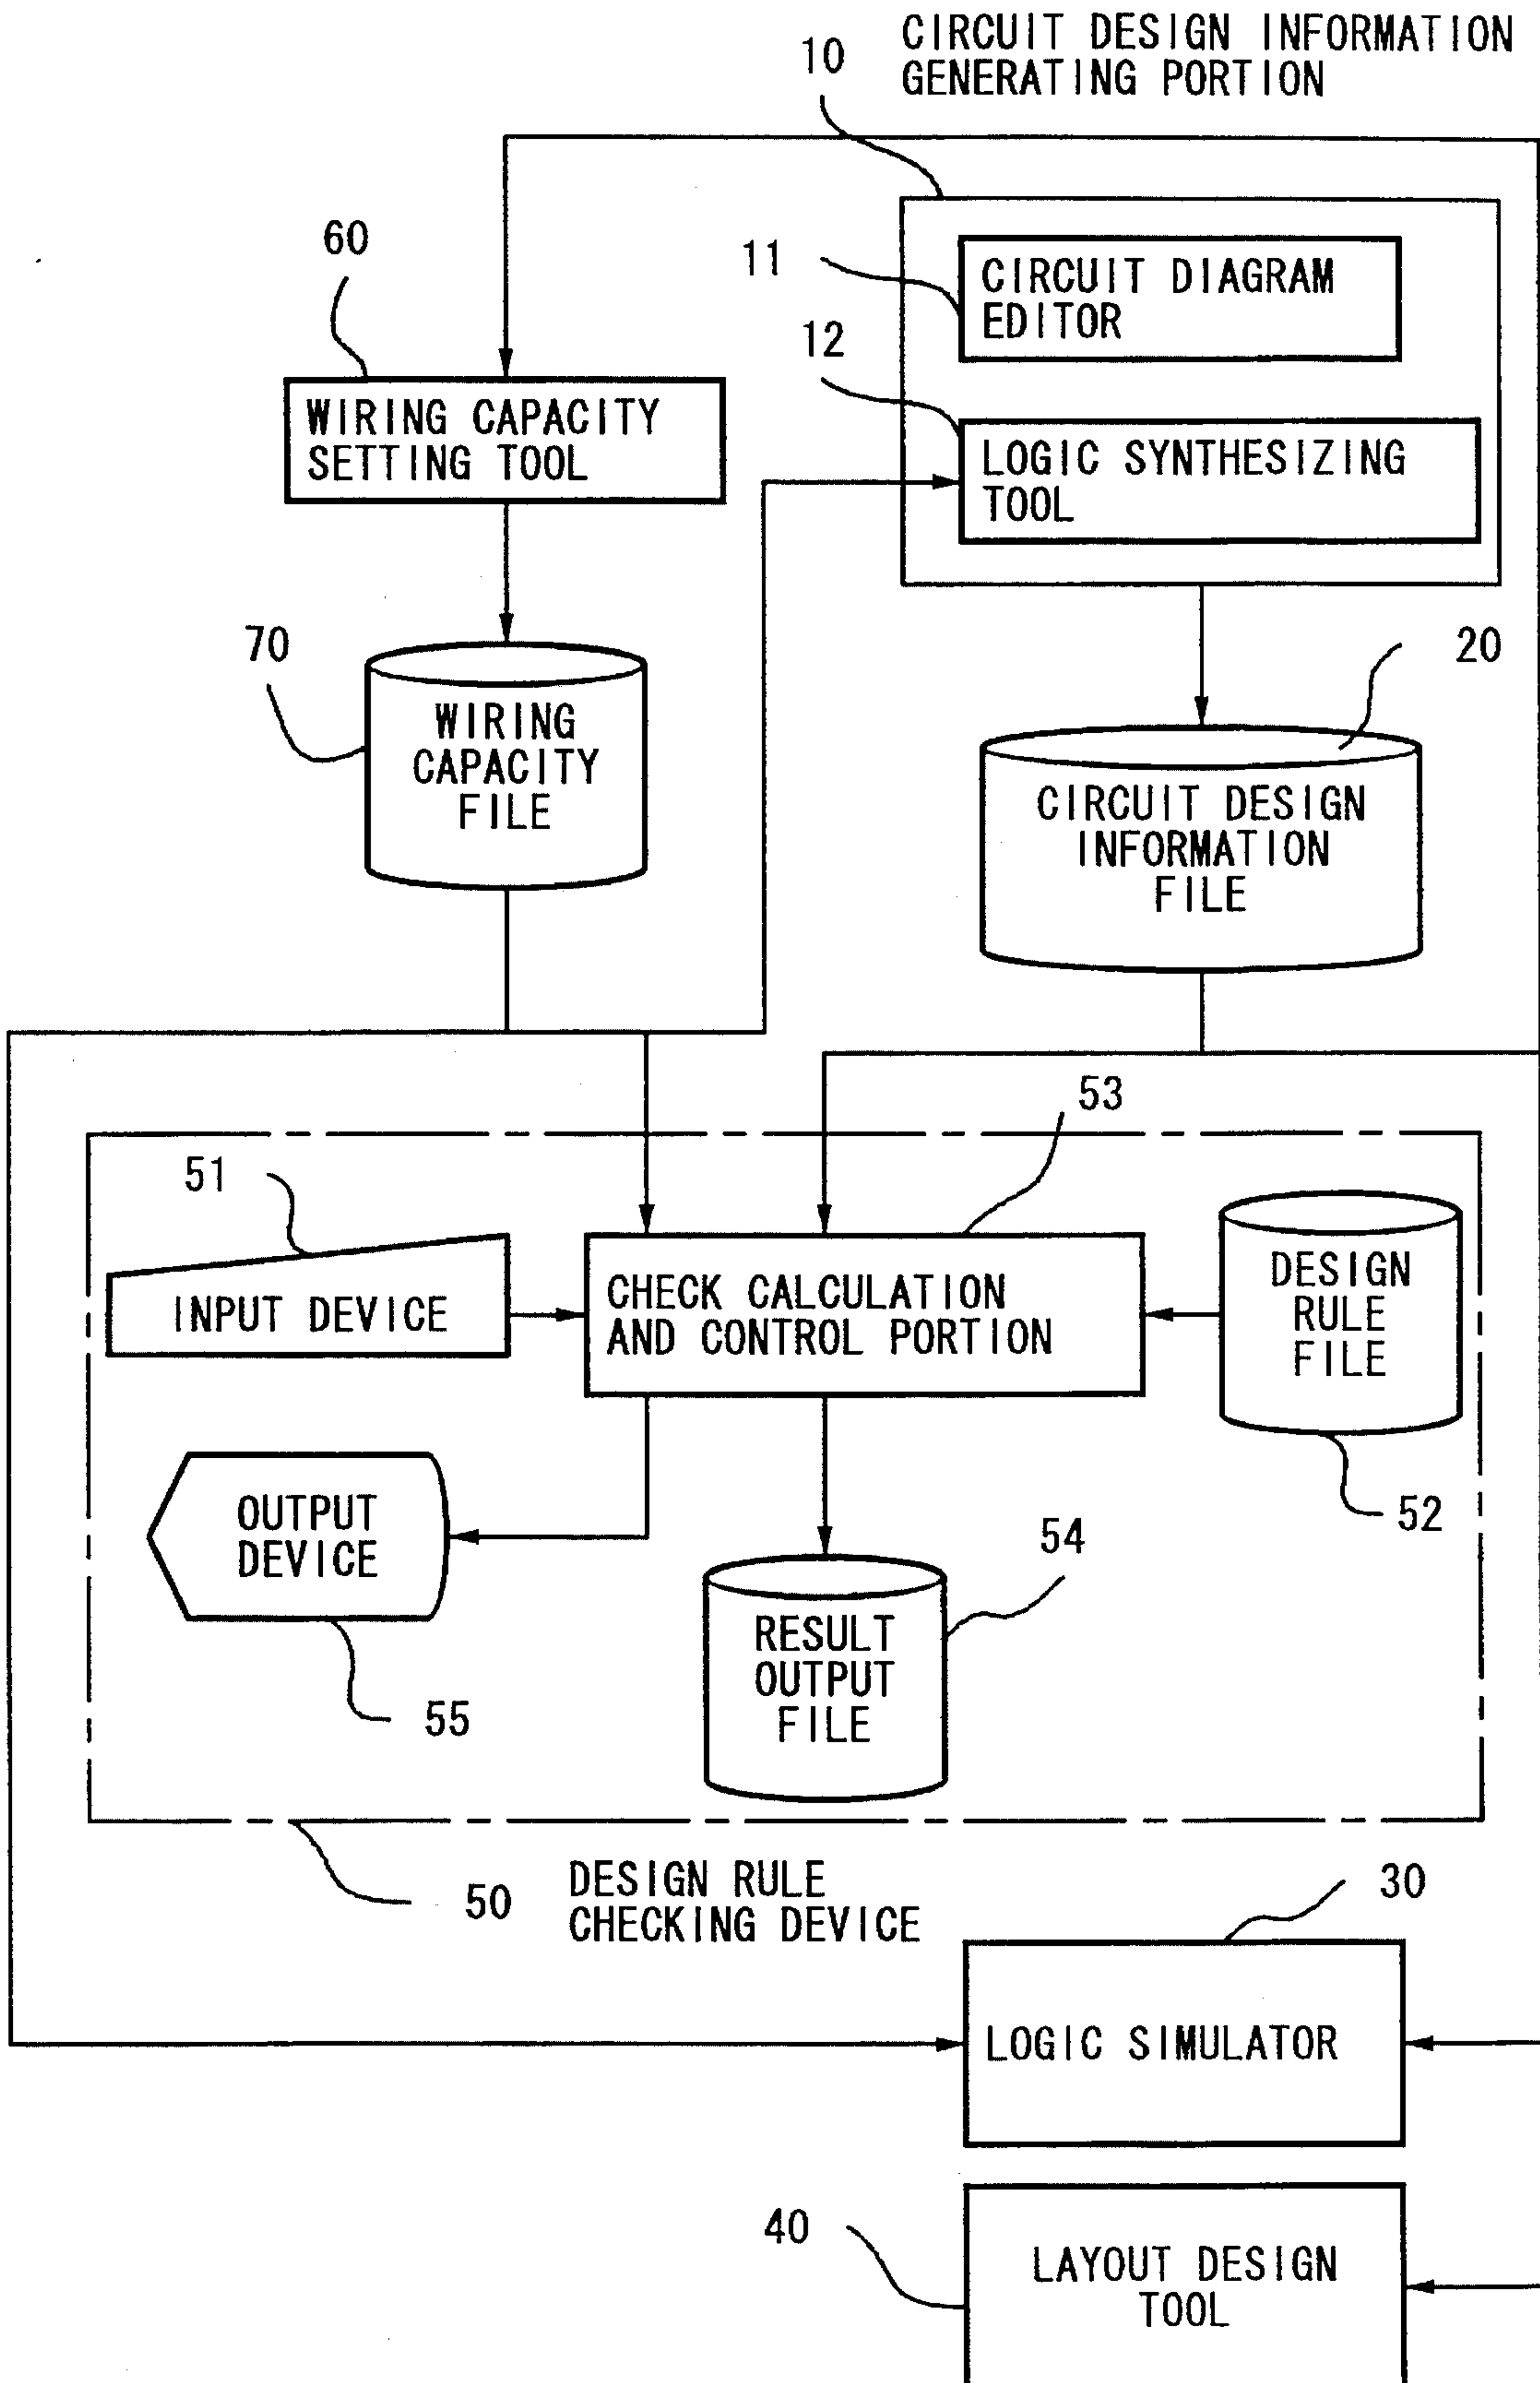 CIRCUIT DESIGN INFORMATION
GENERATING PORTION
10
11
CIRCUIT DIAGRAM
EDITOR
60
12
WIRING CAPACITY
SETTING TOOL
LOGIC SYNTHESIZING
TOOL
70
20
WIRING
CAPACITY
FILE
CIRCUIT DESIGN
INFORMATION
FILE
53
51
INPUT DEVICE
CHECK CALCULATION
AND CONTROL PORTION
DESIGN
RULE
FILE
52
OUTPUT
DEVICE
54
RESULT
OUTPUT
FILE
55
50
DESIGN RULE
CHECKING DEVICE
30
LOGIC SIMULATOR
40
LAYOUT DESIGN
TOOL